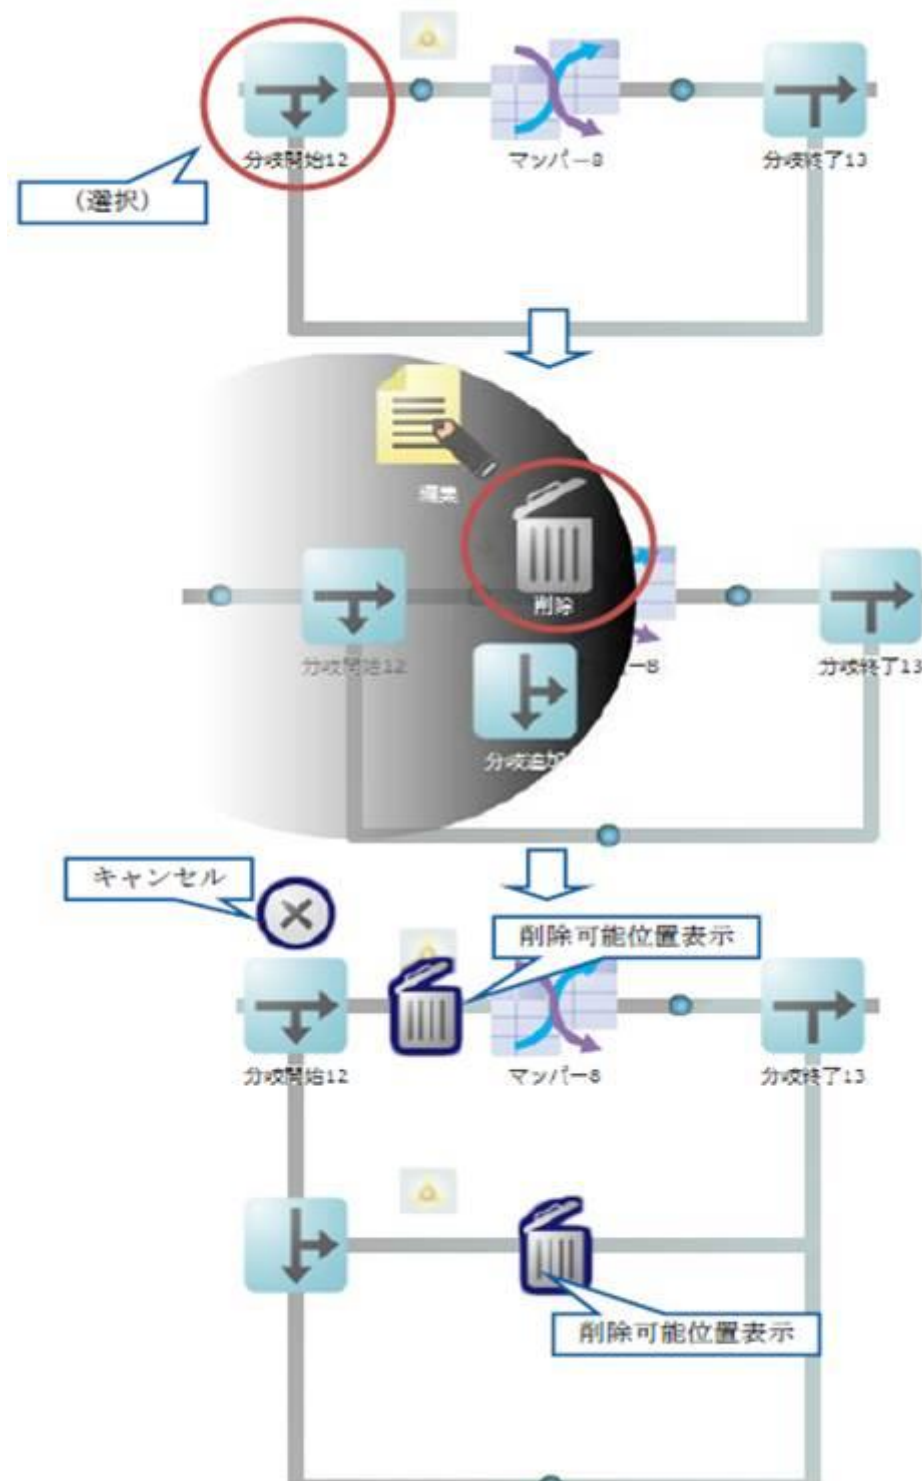 分岐開始12
マッパー8
分岐終了13
(選択)
編集
削除
分岐開始12
ー8
分岐終了13
分岐追加
キャンセル
削除可能位置表示
分岐開始12
マッパー8
分岐終了13
削除可能位置表示